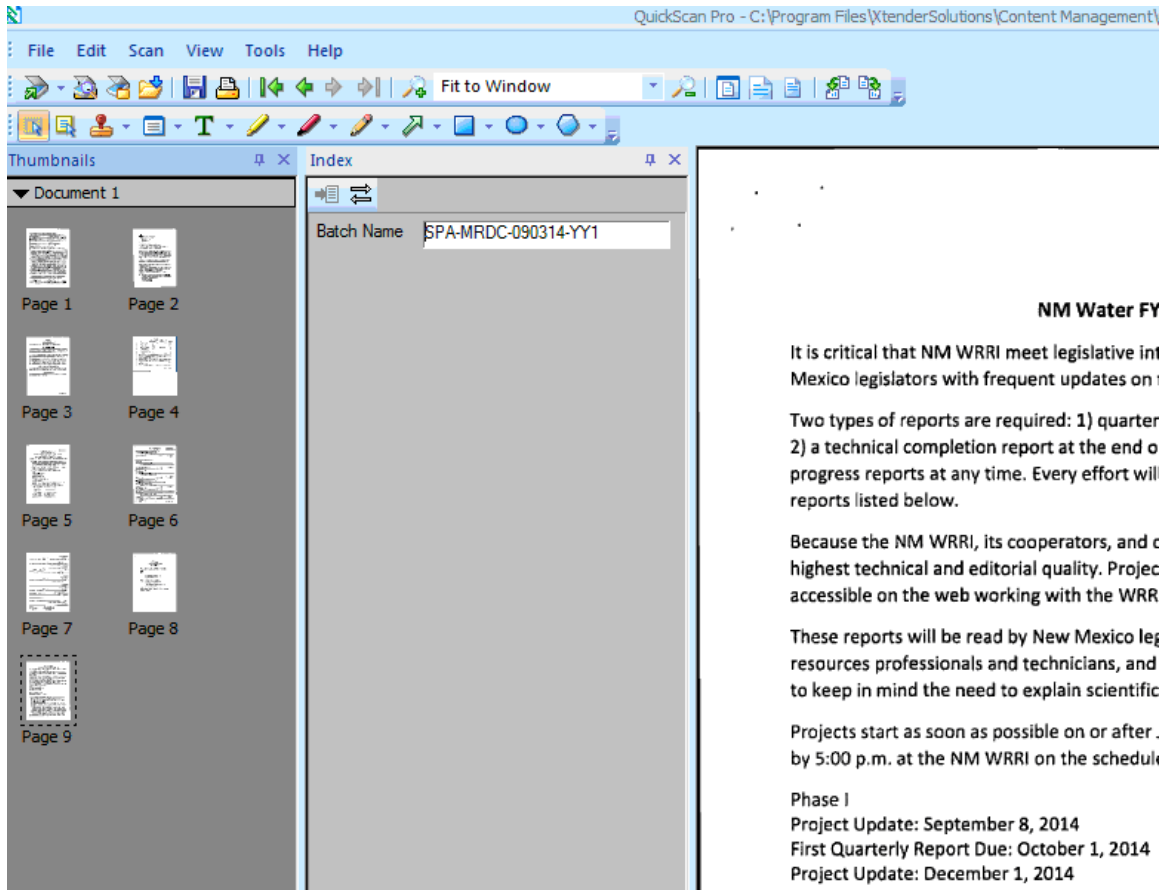 QuickScan Pro - C:\Program Files\XtenderSolutions\Content Management\
File Edit Scan View Tools Help
Fit to Window
T
Thumbnails
Index
Document 1
Batch Name SPA-MRDC-090314-YY1
Page 1 Page 2
Page 3 Page 4
Page 5 Page 6
Page 7 Page 8
Page 9
NM Water FY
It is critical that NM WRRI meet legislative int
Mexico legislators with frequent updates on
Two types of reports are required: 1) quarter
2) a technical completion report at the end o
progress reports at any time. Every effort will
reports listed below.
Because the NM WRRI, its cooperators, and
highest technical and editorial quality. Projec
accessible on the web working with the WRR
These reports will be read by New Mexico leg
resources professionals and technicians, and
to keep in mind the need to explain scientific
Projects start as soon as possible on or after
by 5:00 p.m. at the NM WRRI on the schedule
Phase I
Project Update: September 8, 2014
First Quarterly Report Due: October 1, 2014
Project Update: December 1, 2014